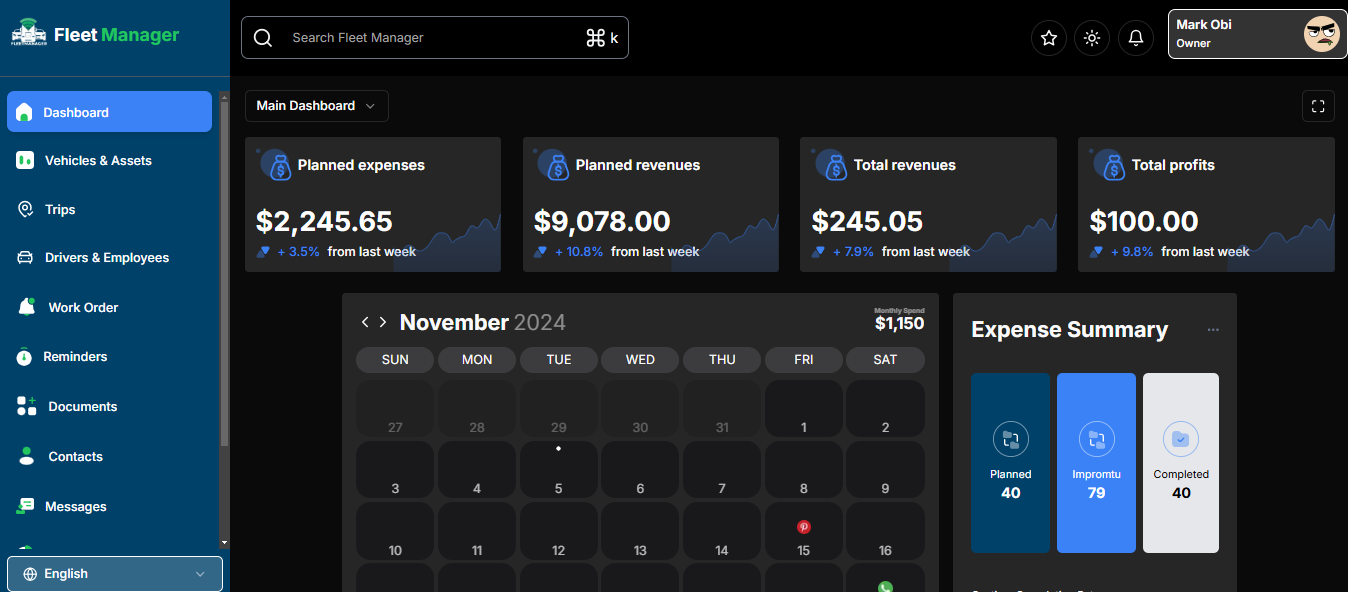 FLEETMANAGER
Fleet Manager
Search Fleet Manager
⌘ k
Mark Obi
Owner
Dashboard
Vehicles & Assets
Trips
Drivers & Employees
Work Order
Reminders
Documents
Contacts
Messages
English
Main Dashboard
Planned expenses
$2,245.65
+ 3.5% from last week
Planned revenues
$9,078.00
+ 10.8% from last week
Total revenues
$245.05
+ 7.9% from last week
Total profits
$100.00
+ 9.8% from last week
November 2024
Monthly Spend
$1,150
SUN MON TUE WED THU FRI SAT
27 28 29 30 31 1 2
3 4 5 6 7 8 9
10 11 12 13 14 15 16
Expense Summary
Planned
40
Impromtu
79
Completed
40